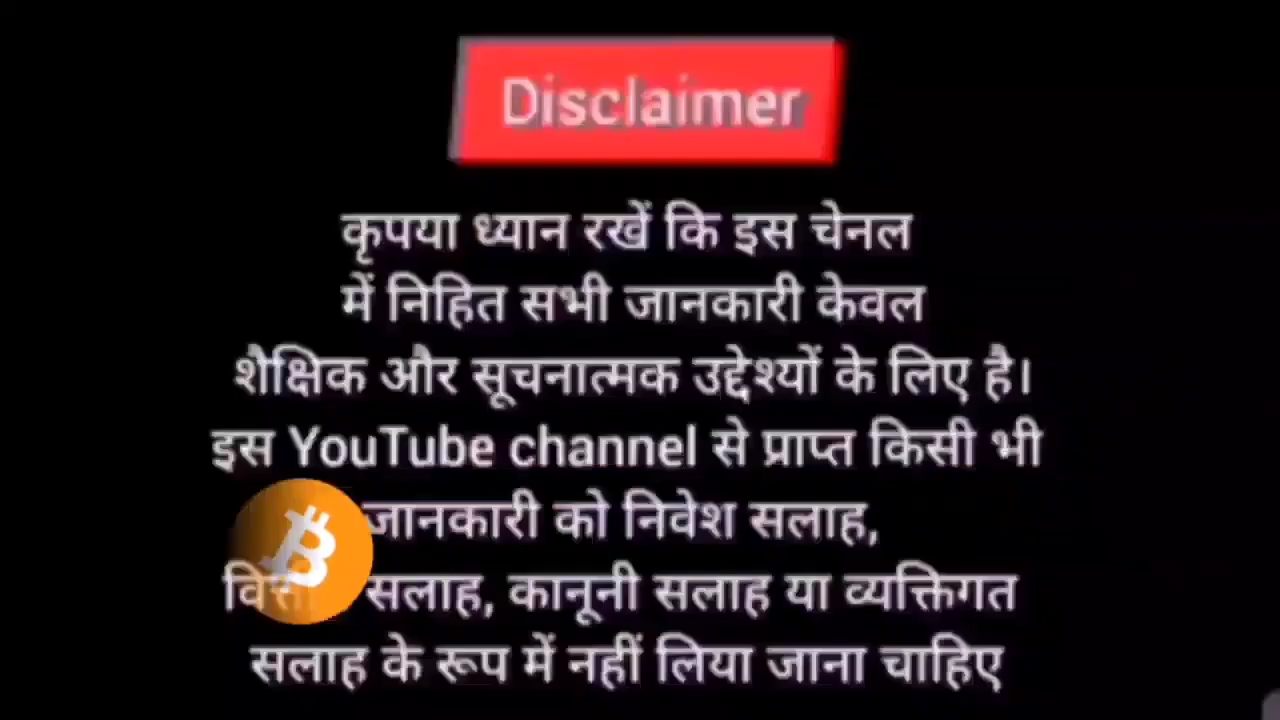 Disclaimer
कृपया ध्यान रखें कि इस चेनल
में निहित सभी जानकारी केवल
शैक्षिक और सूचनात्मक उद्देश्यों के लिए है।
इस YouTube channel से प्राप्त किसी भी
जानकारी को निवेश सलाह,
सलाह, कानूनी सलाह या व्यक्तिगत
सलाह के रूप में नहीं लिया जाना चाहिए